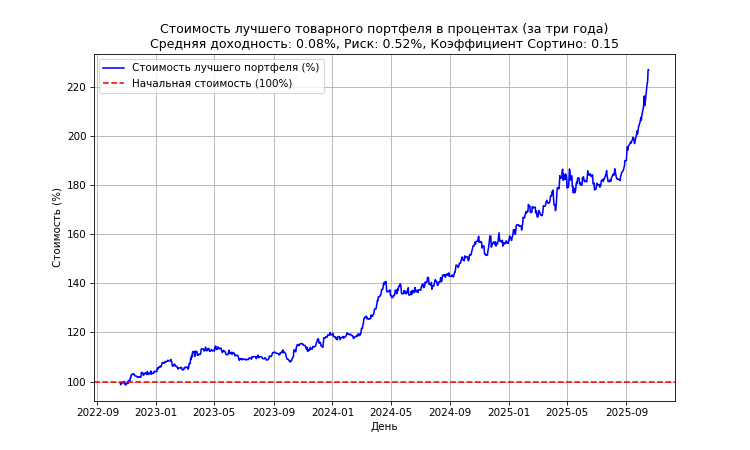 Стоимость лучшего товарного портфеля в процентах (за три года)
Средняя доходность: 0.08%, Риск: 0.52%, Коэффициент Сортино: 0.15
Стоимость лучшего портфеля (%)
Начальная стоимость (100%)
Стоимость (%)
220
200
180
160
140
120
100
2022-09 2023-01 2023-05 2023-09 2024-01 2024-05 2024-09 2025-01 2025-05 2025-09
День